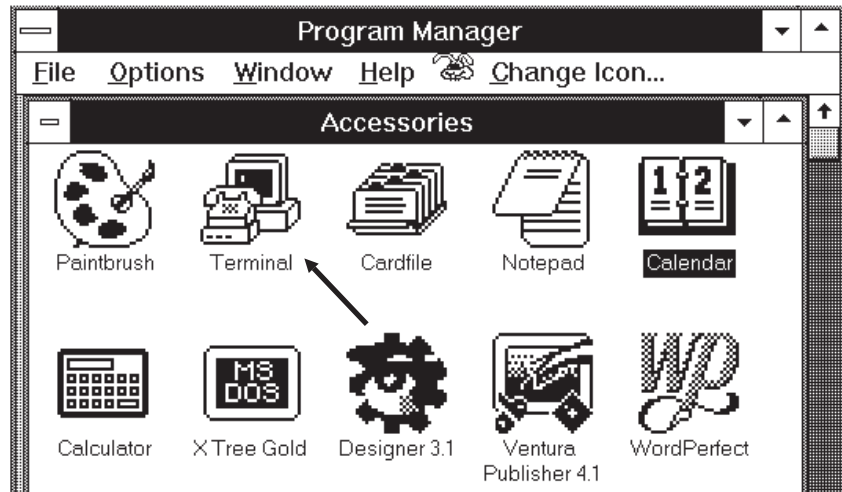 Program Manager
File Options Window Help Change Icon...
Accessories
1 2
Paintbrush Terminal Cardfile Notepad Calendar
MS
DOS
WP
Calculator XTree Gold Designer 3.1 Ventura WordPerfect
Publisher 4.1